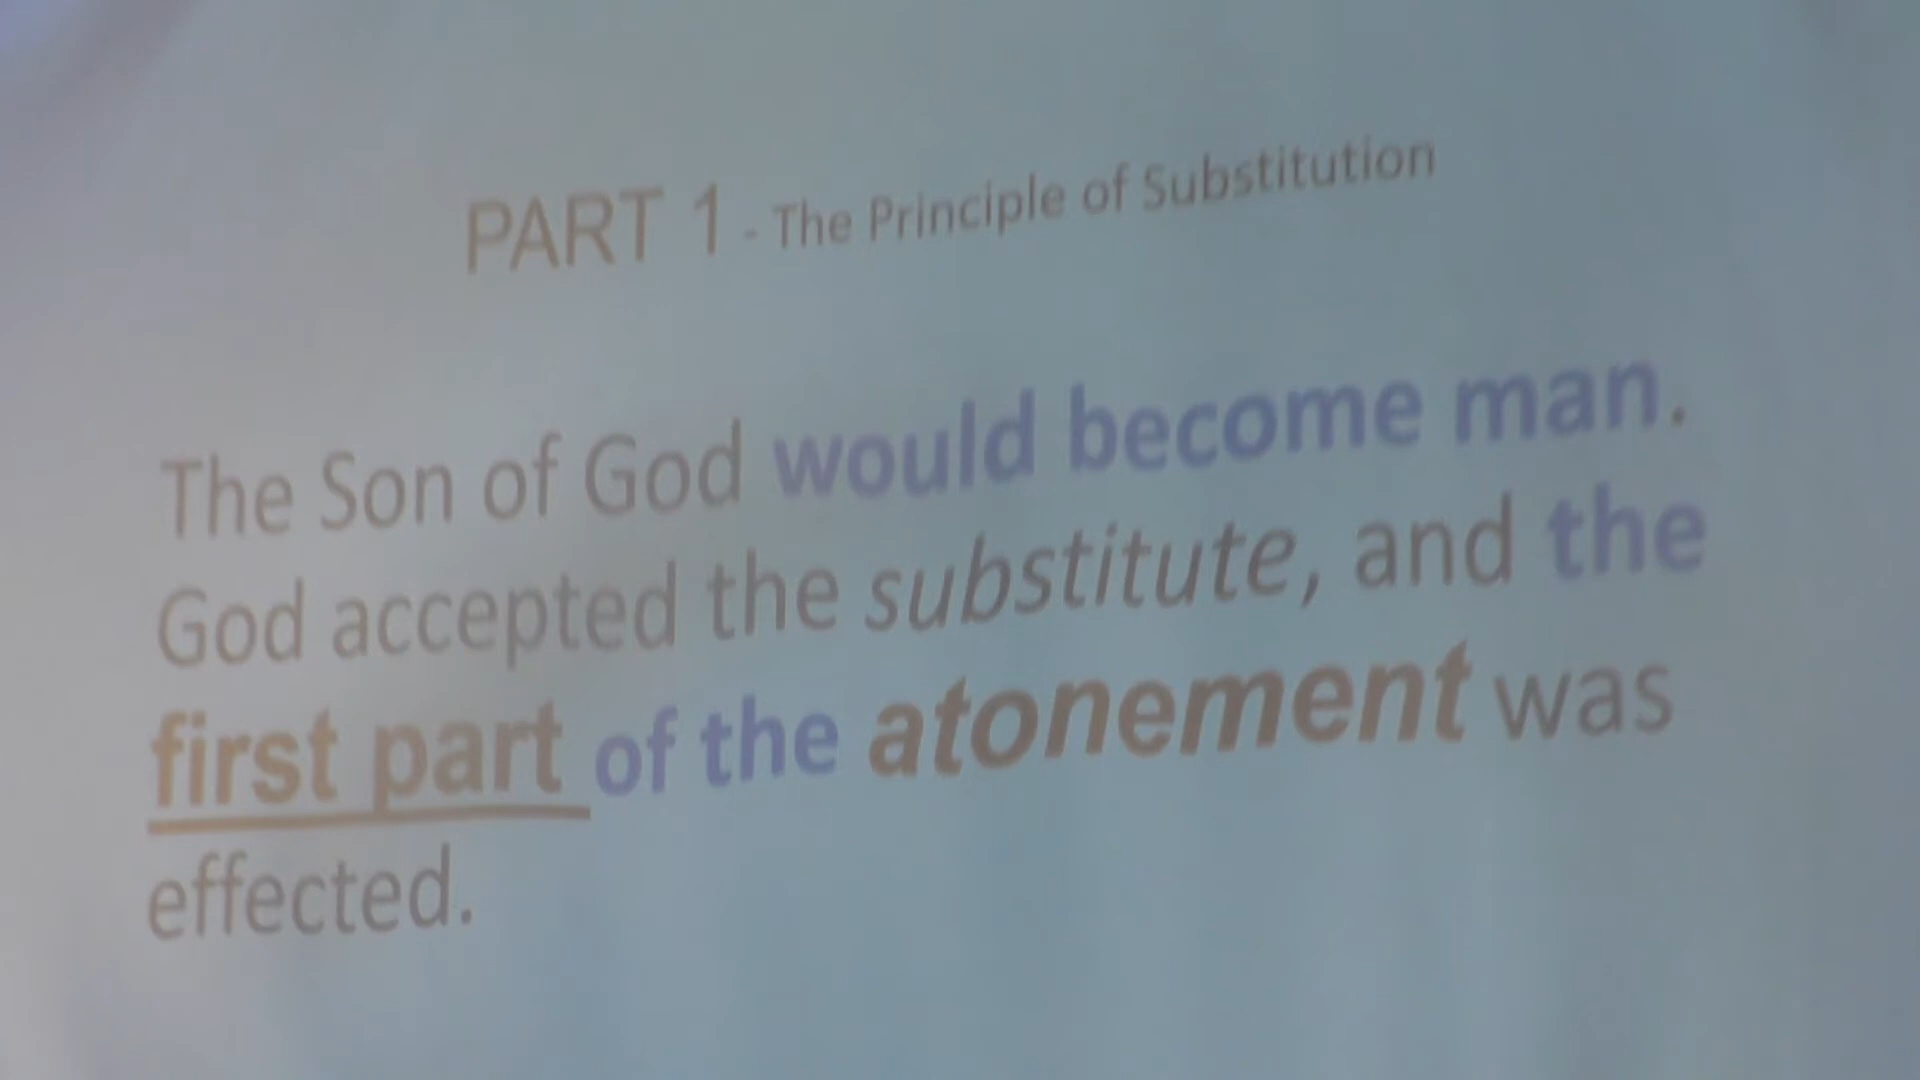 PART 1 - The Principle of Substitution
The Son of God would become man.
God accepted the substitute, and the
first part of the atonement was
effected.